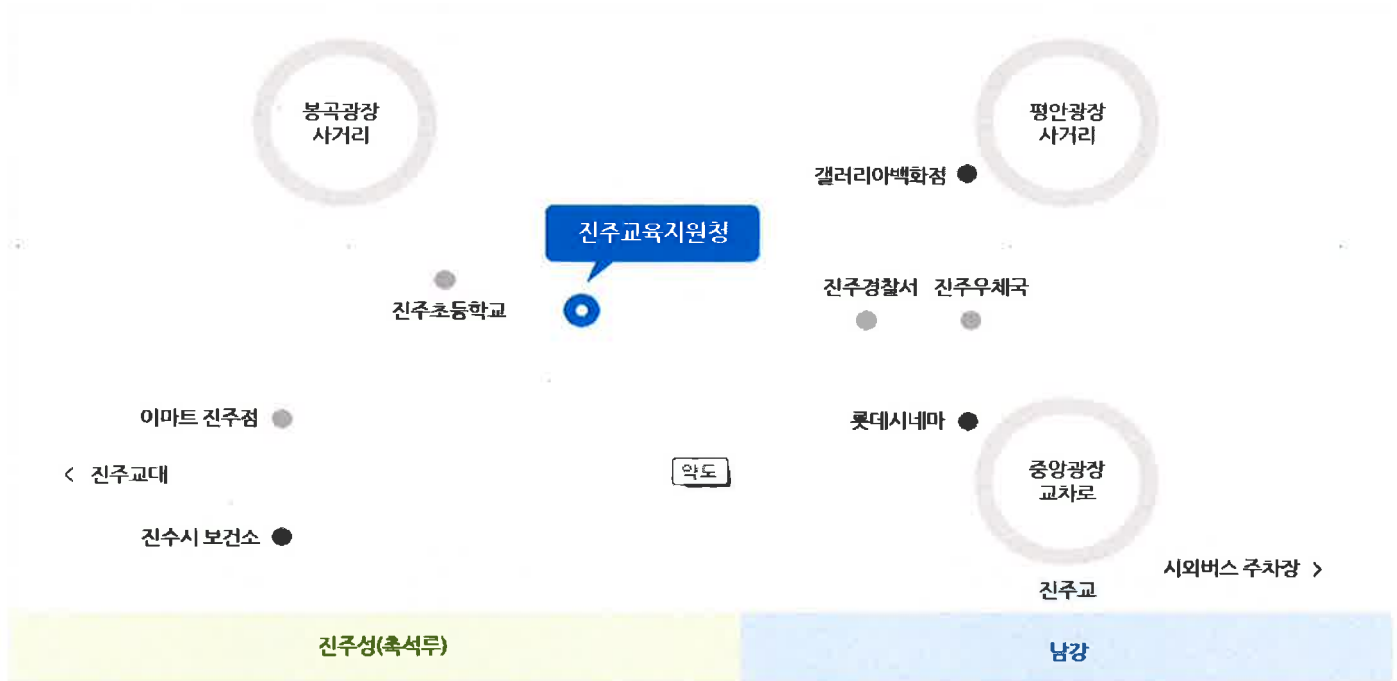 봉곡광장
사거리
평안광장
사거리
갤러리아백화점
진주교육지원청
진주초등학교
진주경찰서 진주우체국
이마트 진주점
롯데시네마
< 진주교대
약도
중앙광장
교차로
진수시 보건소
시외버스 주차장 >
진주교
진주성(촉석루)
남강